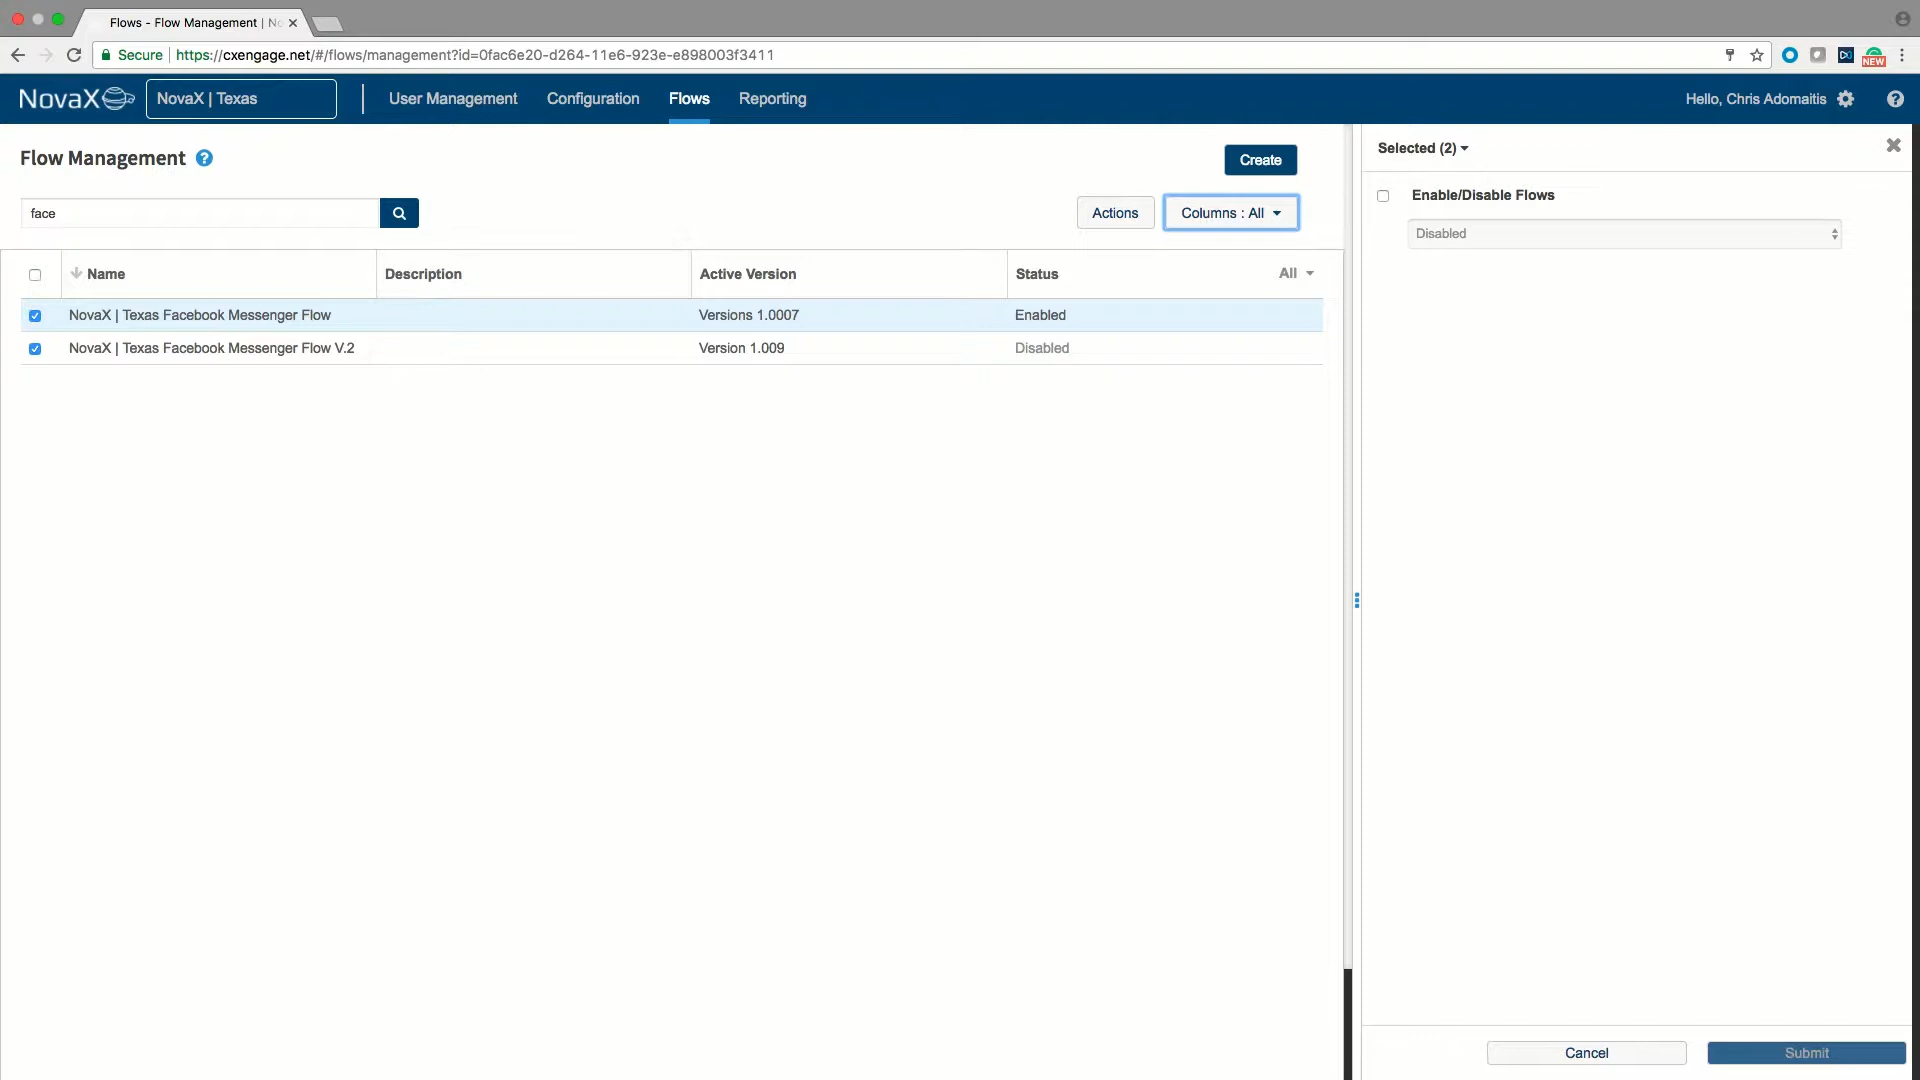 Flows - Flow Management | No
Secure https://cxengage.net/#/flows/management?id=0fac6e20-d264-11e6-923e-e898003f3411
NEW
NovaX
NovaX | Texas
User Management
Configuration
Flows
Reporting
Hello, Chris Adomaitis
Flow Management
Create
face
Actions
Columns : All
Name
Description
Active Version
Status
All
NovaX | Texas Facebook Messenger Flow
Versions 1.0007
Enabled
NovaX | Texas Facebook Messenger Flow V.2
Version 1.009
Disabled
Selected (2)
Enable/Disable Flows
Disabled
Cancel
Submit